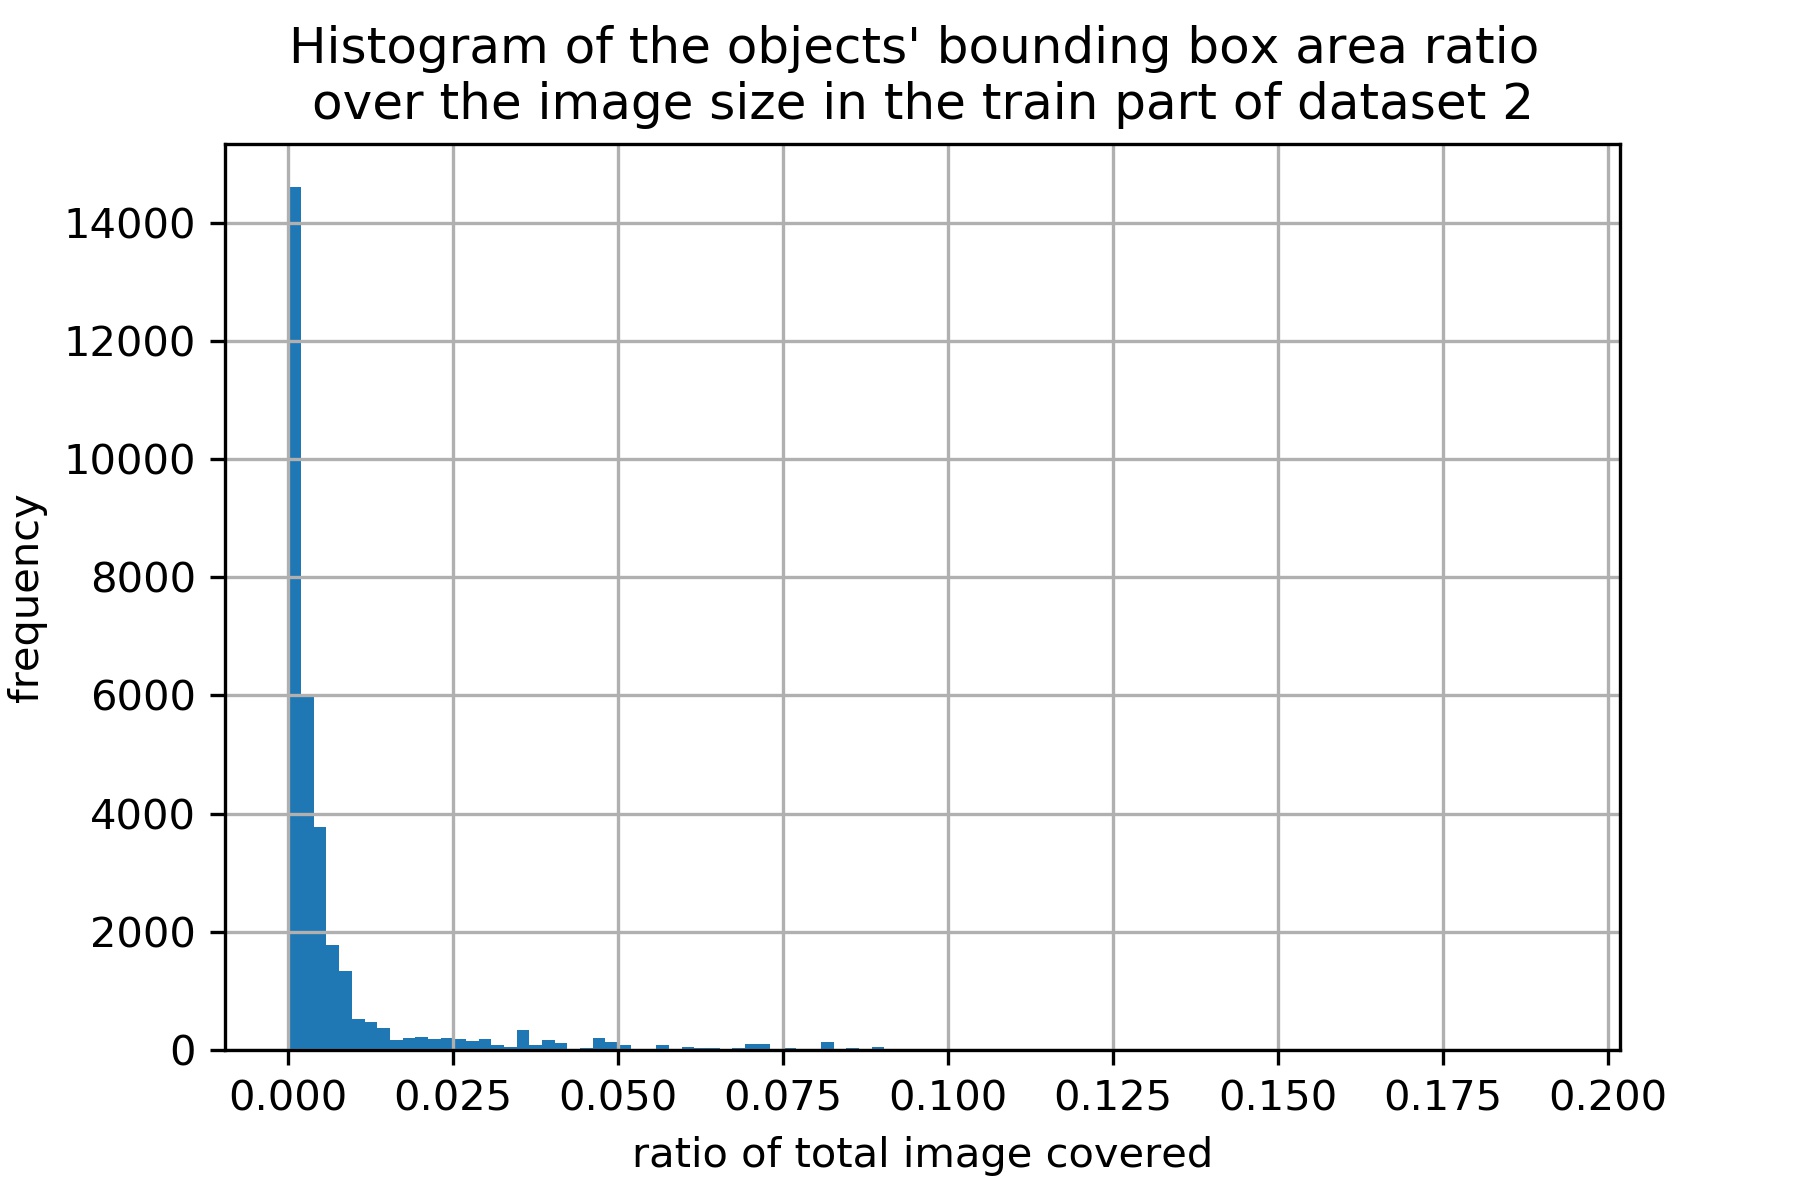 Histogram of the objects' bounding box area ratio
over the image size in the train part of dataset 2
14000
12000
10000
8000
6000
4000
2000
0
frequency
0.000 0.025 0.050 0.075 0.100 0.125 0.150 0.175 0.200
ratio of total image covered